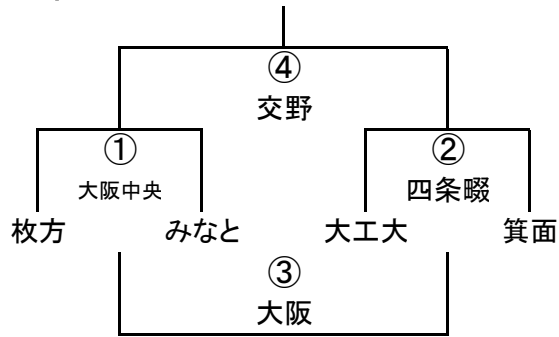 ④
交野
① ②
大阪中央 四条畷
枚方 みなと 大工大 箕面
③
大阪